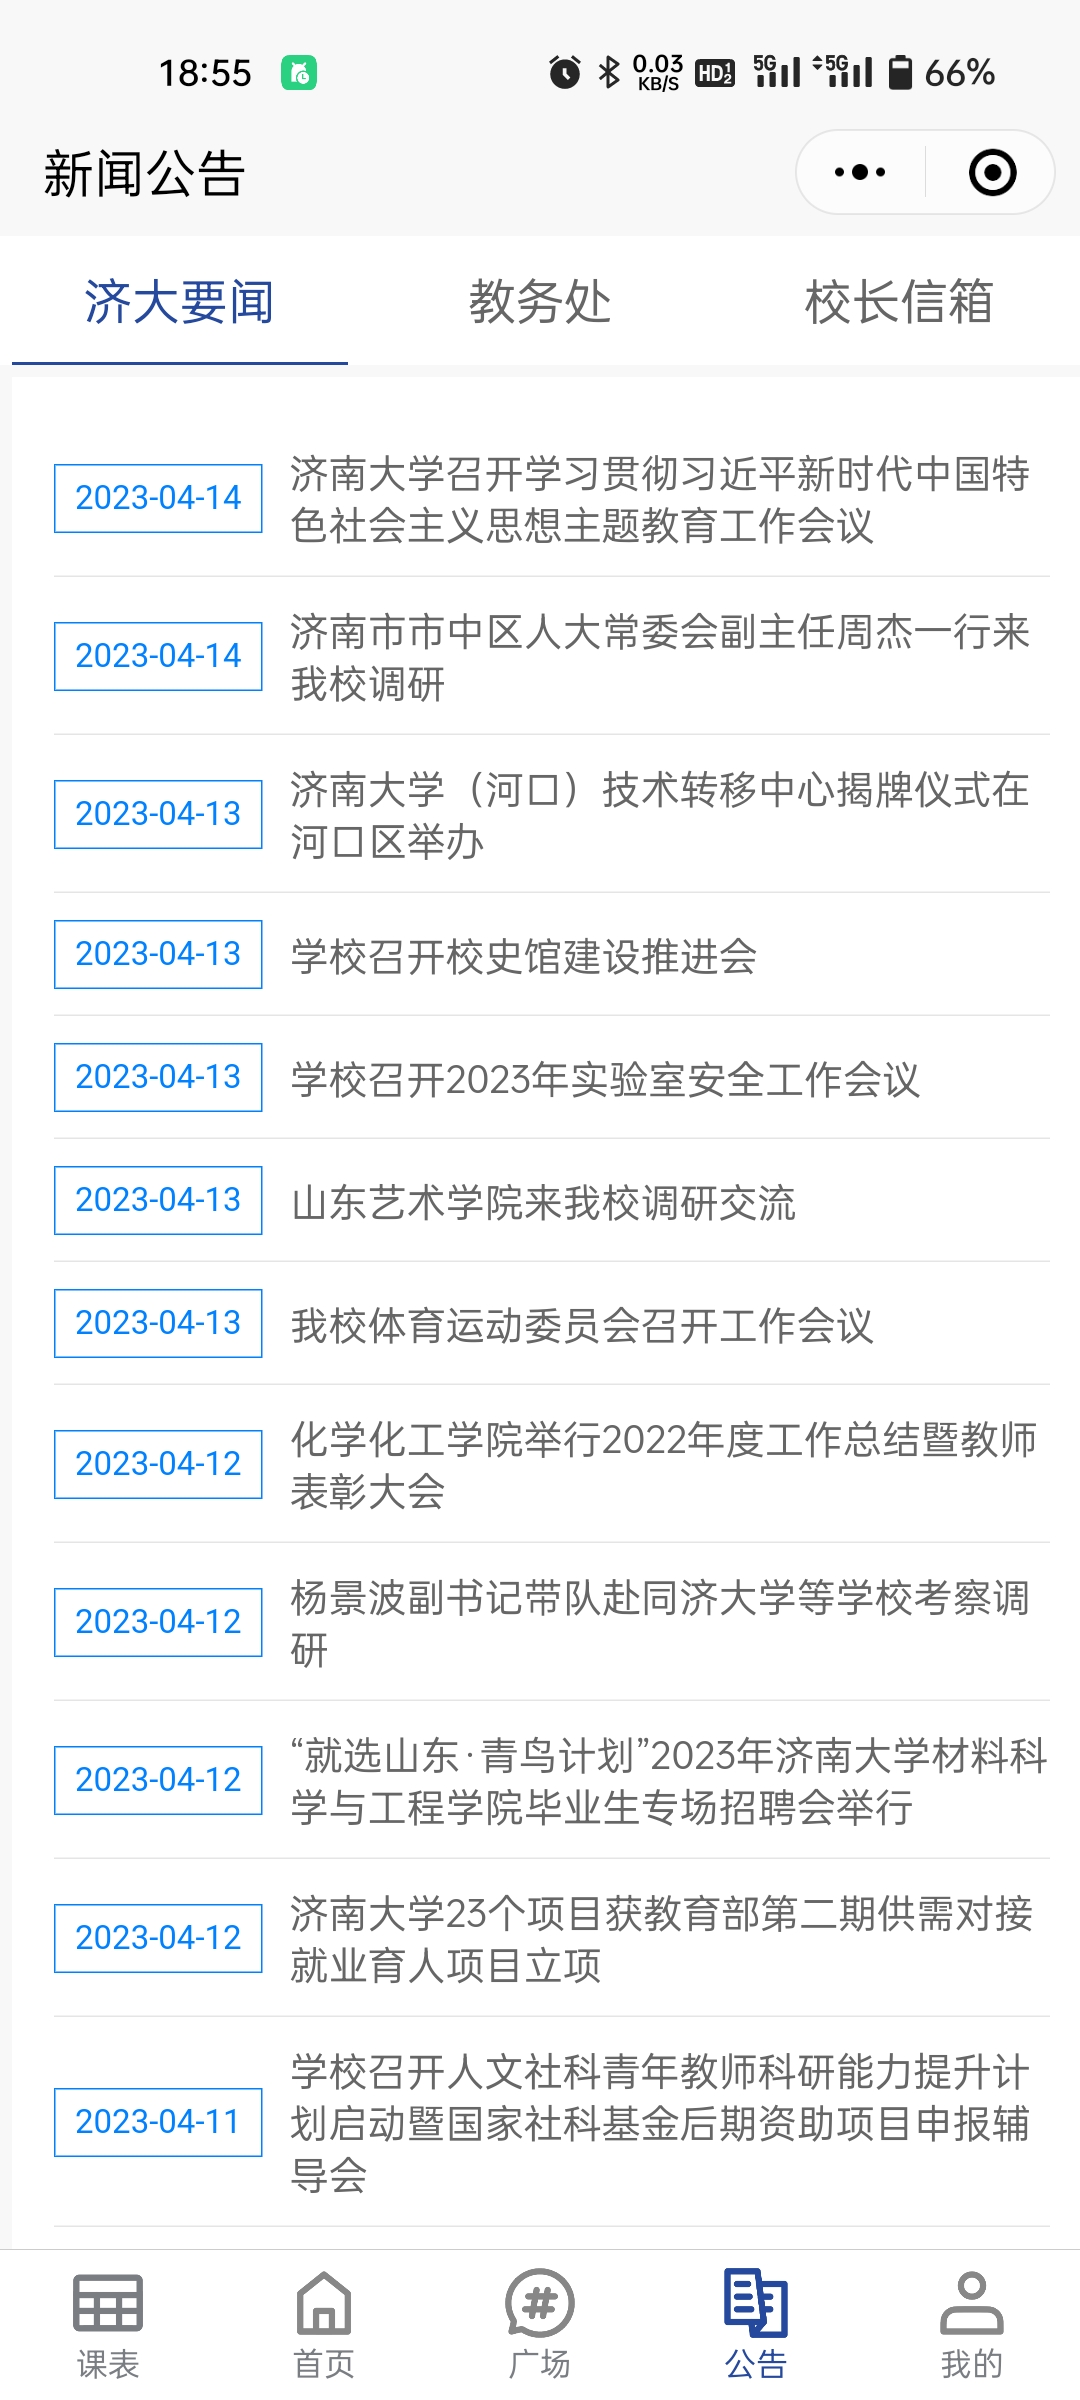 18:55
0.03
KB/S
HD 1 2
5G
5G
66%
新闻公告
济大要闻
教务处
校长信箱
2023-04-14
济南大学召开学习贯彻习近平新时代中国特
色社会主义思想主题教育工作会议
2023-04-14
济南市市中区人大常委会副主任周杰一行来
我校调研
2023-04-13
济南大学（河口）技术转移中心揭牌仪式在
河口区举办
2023-04-13
学校召开校史馆建设推进会
2023-04-13
学校召开2023年实验室安全工作会议
2023-04-13
山东艺术学院来我校调研交流
2023-04-13
我校体育运动委员会召开工作会议
2023-04-12
化学化工学院举行2022年度工作总结暨教师
表彰大会
2023-04-12
杨景波副书记带队赴同济大学等学校考察调
研
2023-04-12
“就选山东·青鸟计划”2023年济南大学材料科
学与工程学院毕业生专场招聘会举行
2023-04-12
济南大学23个项目获教育部第二期供需对接
就业育人项目立项
2023-04-11
学校召开人文社科青年教师科研能力提升计
划启动暨国家社科基金后期资助项目申报辅
导会
课表
首页
广场
公告
我的